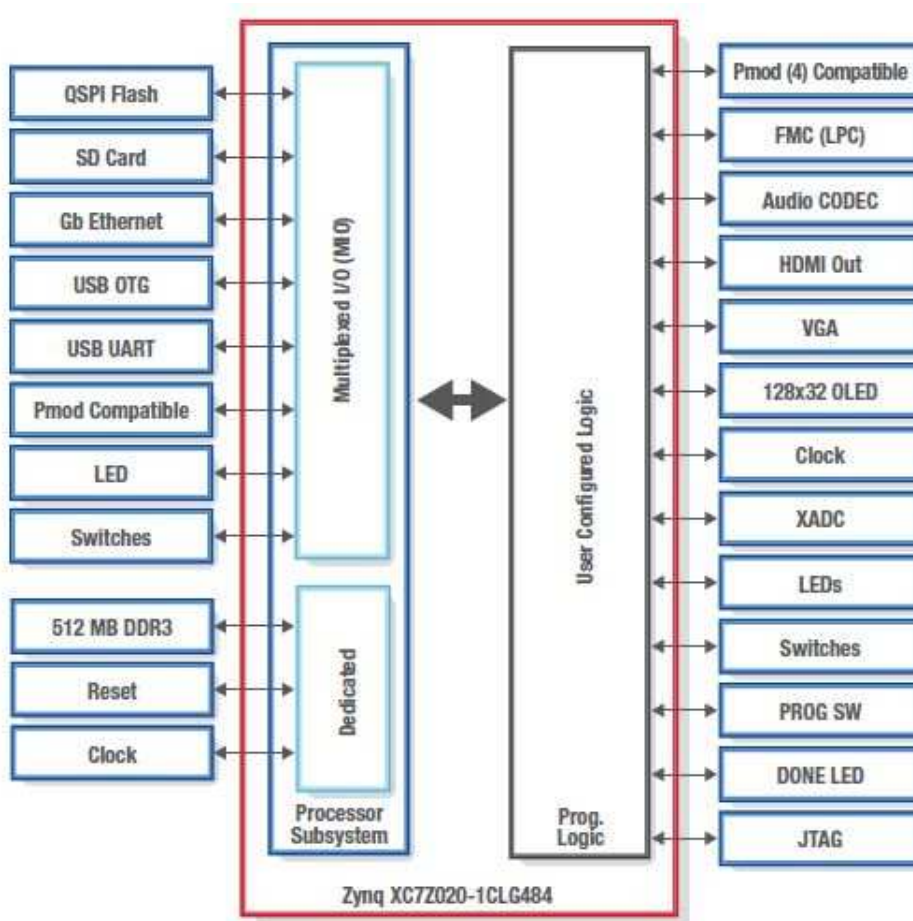 QSPI Flash
SD Card
Gb Ethernet
USB OTG
USB UART
Pmod Compatible
LED
Switches
512 MB DDR3
Reset
Clock
Multiplexed I/O (MIO)
Dedicated
Processor
Subsystem
User Configured Logic
Prog.
Logic
Zynq XC7Z020-1CLG484
Pmod (4) Compatible
FMC (LPC)
Audio CODEC
HDMI Out
VGA
128x32 OLED
Clock
XADC
LEDs
Switches
PROG SW
DONE LED
JTAG